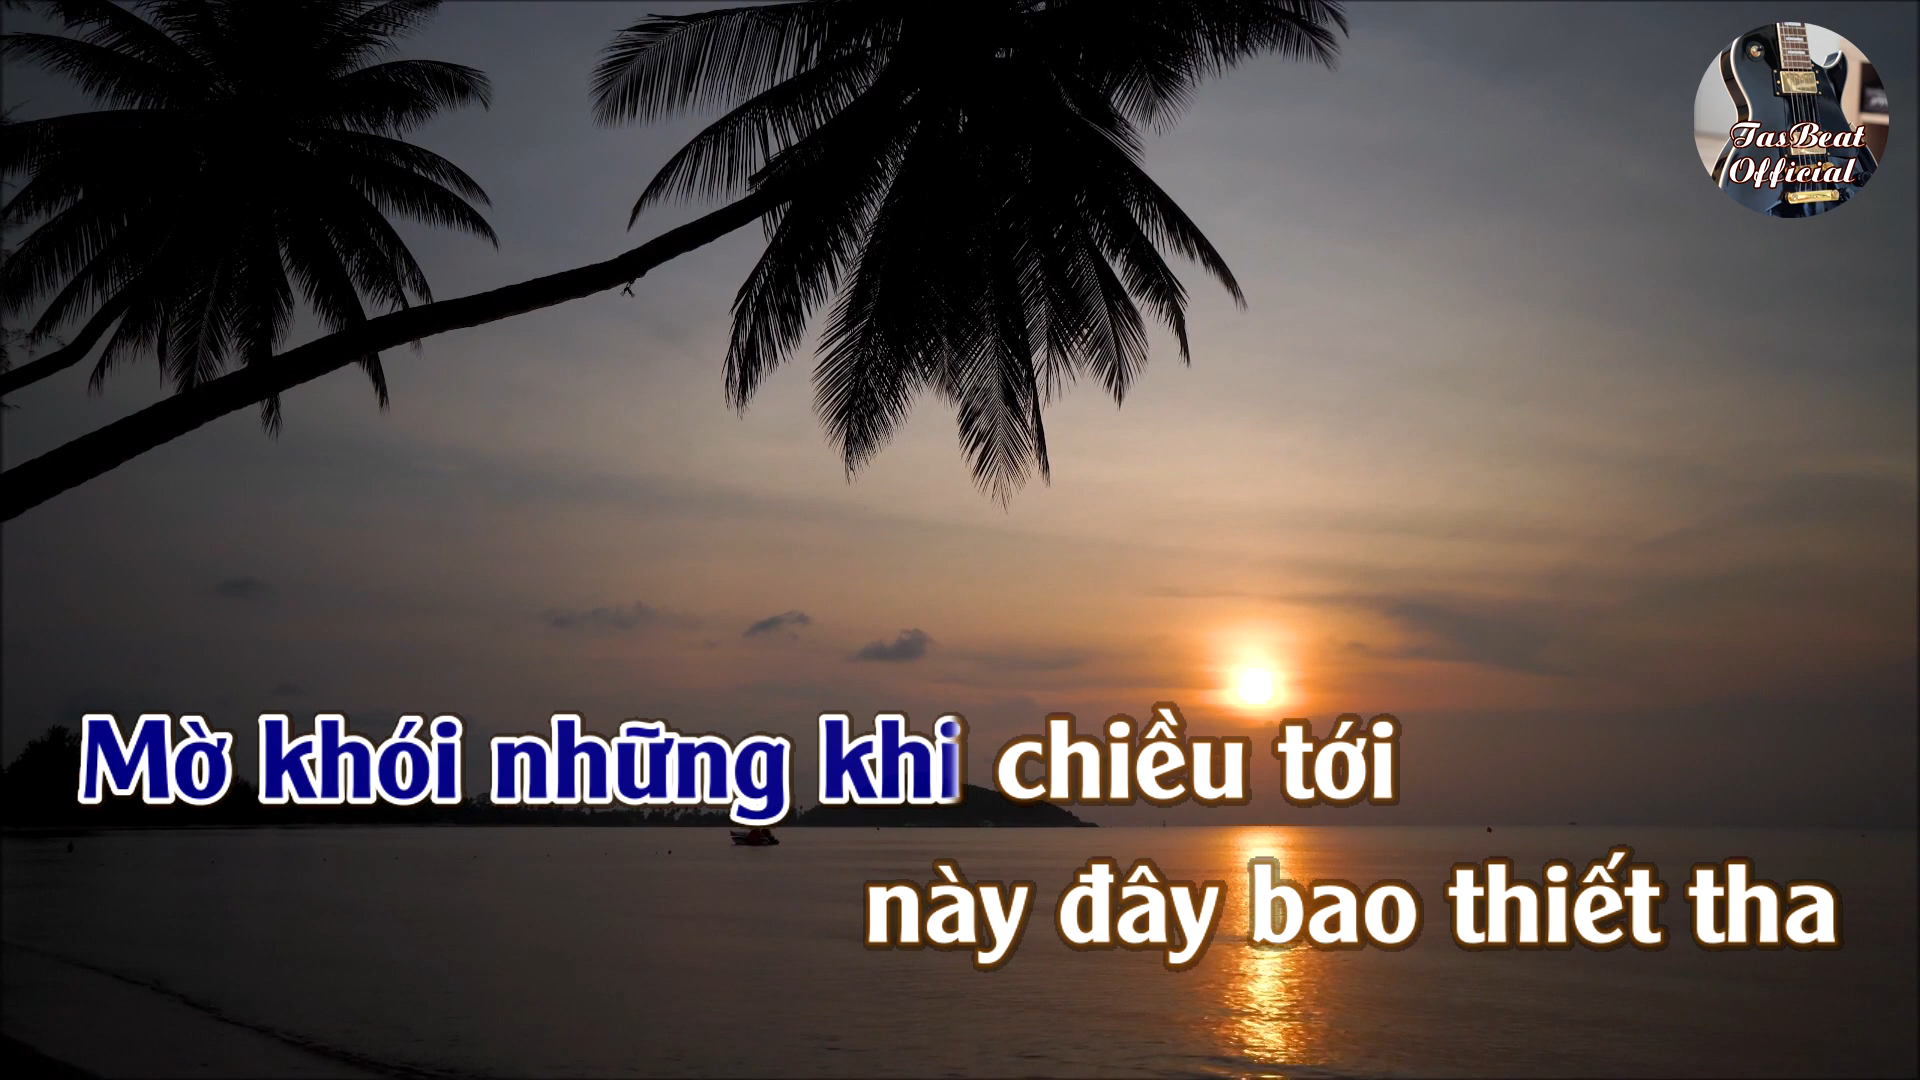 TasBeat
Official
Mờ khói những khi chiều tới
này đây bao thiết tha